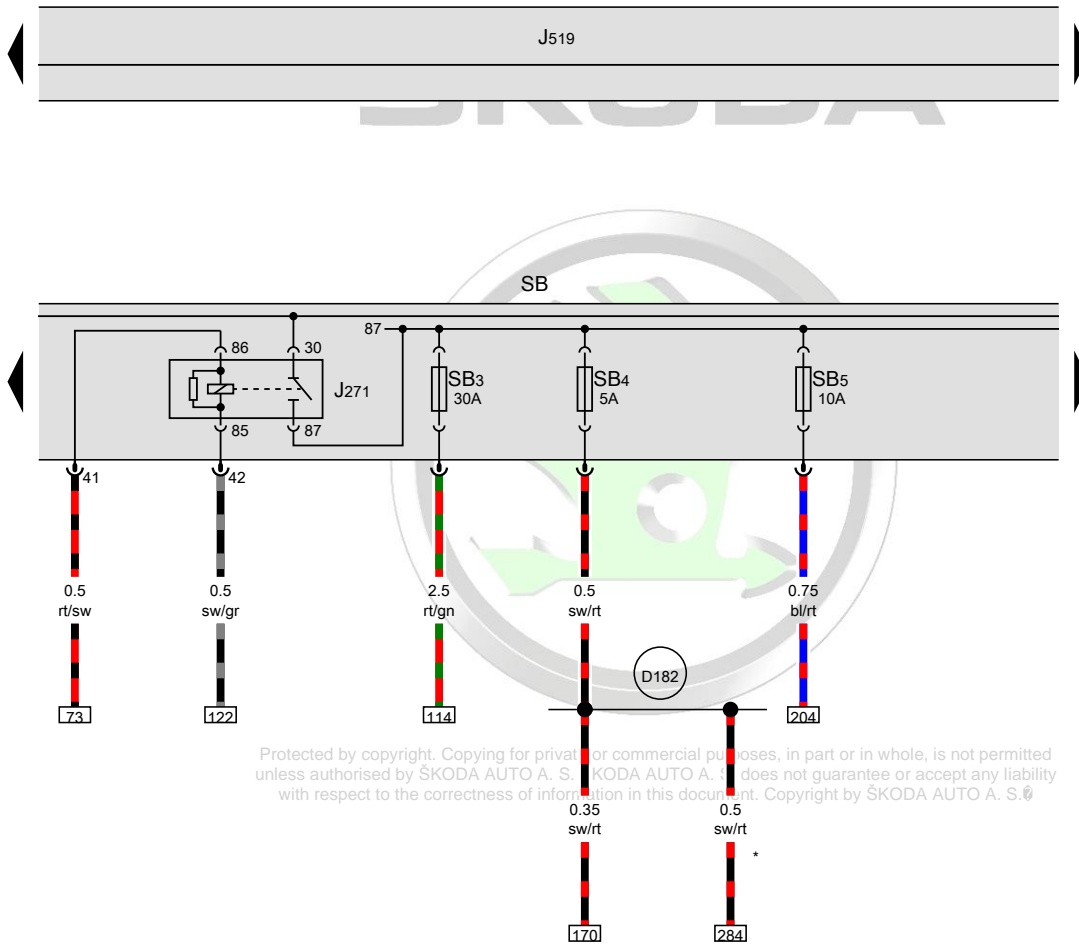 J519
ŠKODA
SB
87
86
30
J271
85
87
SB3
30A
SB4
5A
SB5
10A
41
42
0.5
rt/sw
0.5
sw/gr
2.5
rt/gn
0.5
sw/rt
0.75
bl/rt
D182
73
122
114
204
Protected by copyright. Copying for privat or commercial pu oses, in part or in whole, is not permitted
unless authorised by ŠKODA AUTO A. S. KODA AUTO A. S does not guarantee or accept any liability
with respect to the correctness of information in this document. Copyright by ŠKODA AUTO A. S.�
0.35
sw/rt
0.5
sw/rt
*
170
284